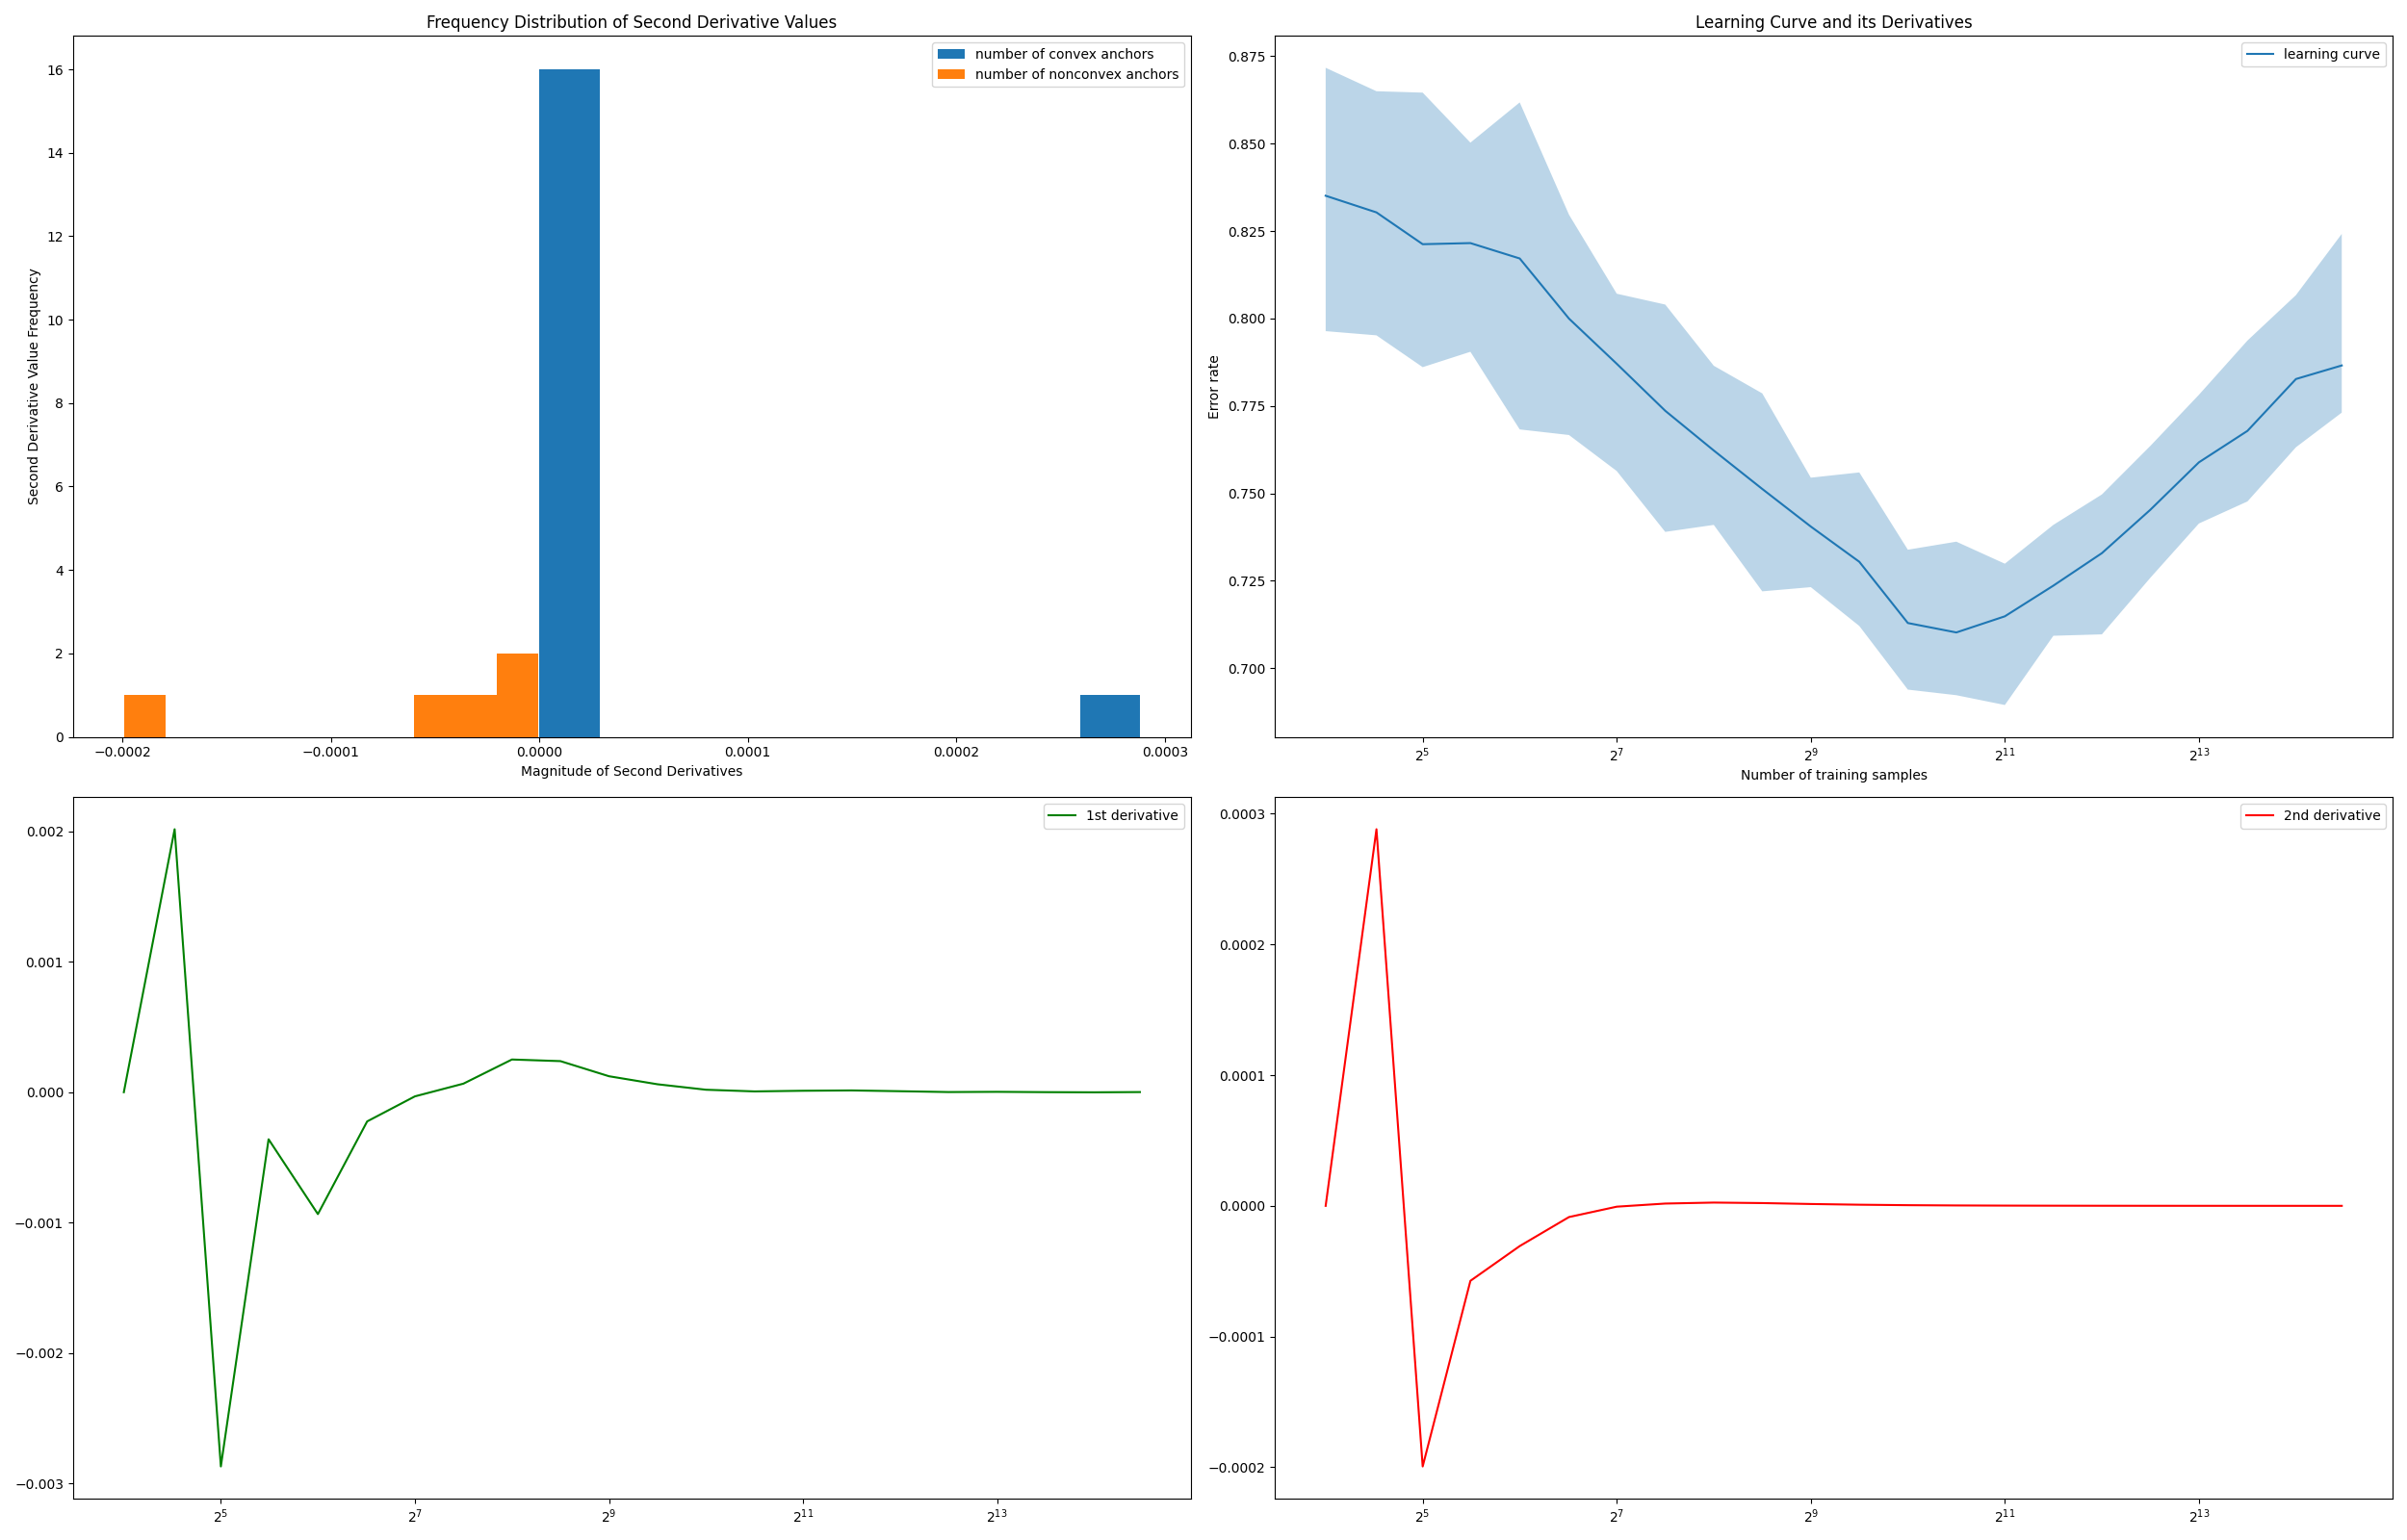 Frequency Distribution of Second Derivative Values
number of convex anchors
number of nonconvex anchors
Second Derivative Value Frequency
16
14
12
10
8
6
4
2
0
−0.0002 −0.0001 0.0000 0.0001 0.0002 0.0003
Magnitude of Second Derivatives
Learning Curve and its Derivatives
learning curve
Error rate
0.875
0.850
0.825
0.800
0.775
0.750
0.725
0.700
2^5 2^7 2^9 2^11 2^13
Number of training samples
1st derivative
0.002
0.001
0.000
−0.001
−0.002
−0.003
2^5 2^7 2^9 2^11 2^13
2nd derivative
0.0003
0.0002
0.0001
0.0000
−0.0001
−0.0002
2^5 2^7 2^9 2^11 2^13